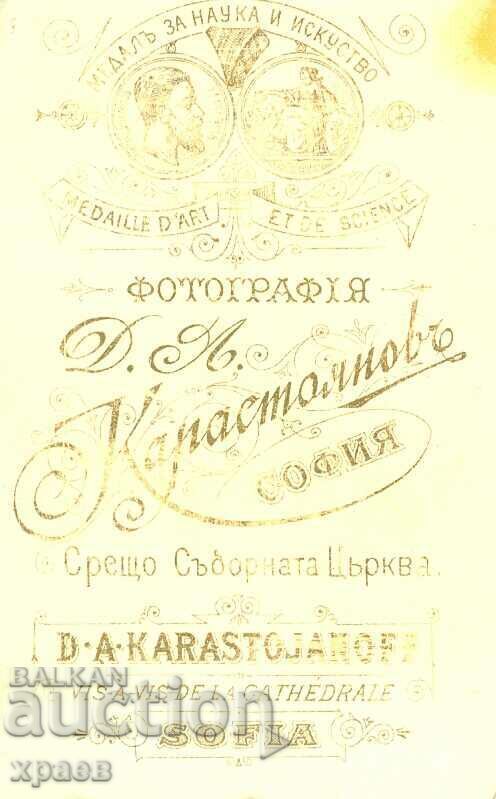 МЕДАЛЪ ЗА НАУКА И ИСКУСТВО
MEDAILLE D'ART ET DE SCIENCE
ФОТОГРАФІЯ
Д. А.
Карастояновъ
СОФИЯ
Срещо Съборната Църква.
D·A·KARASTOJANOFF
VIS-A-VIS-DE LA CATHÉDRALE
SOFIA
BALKAN
auction
храев